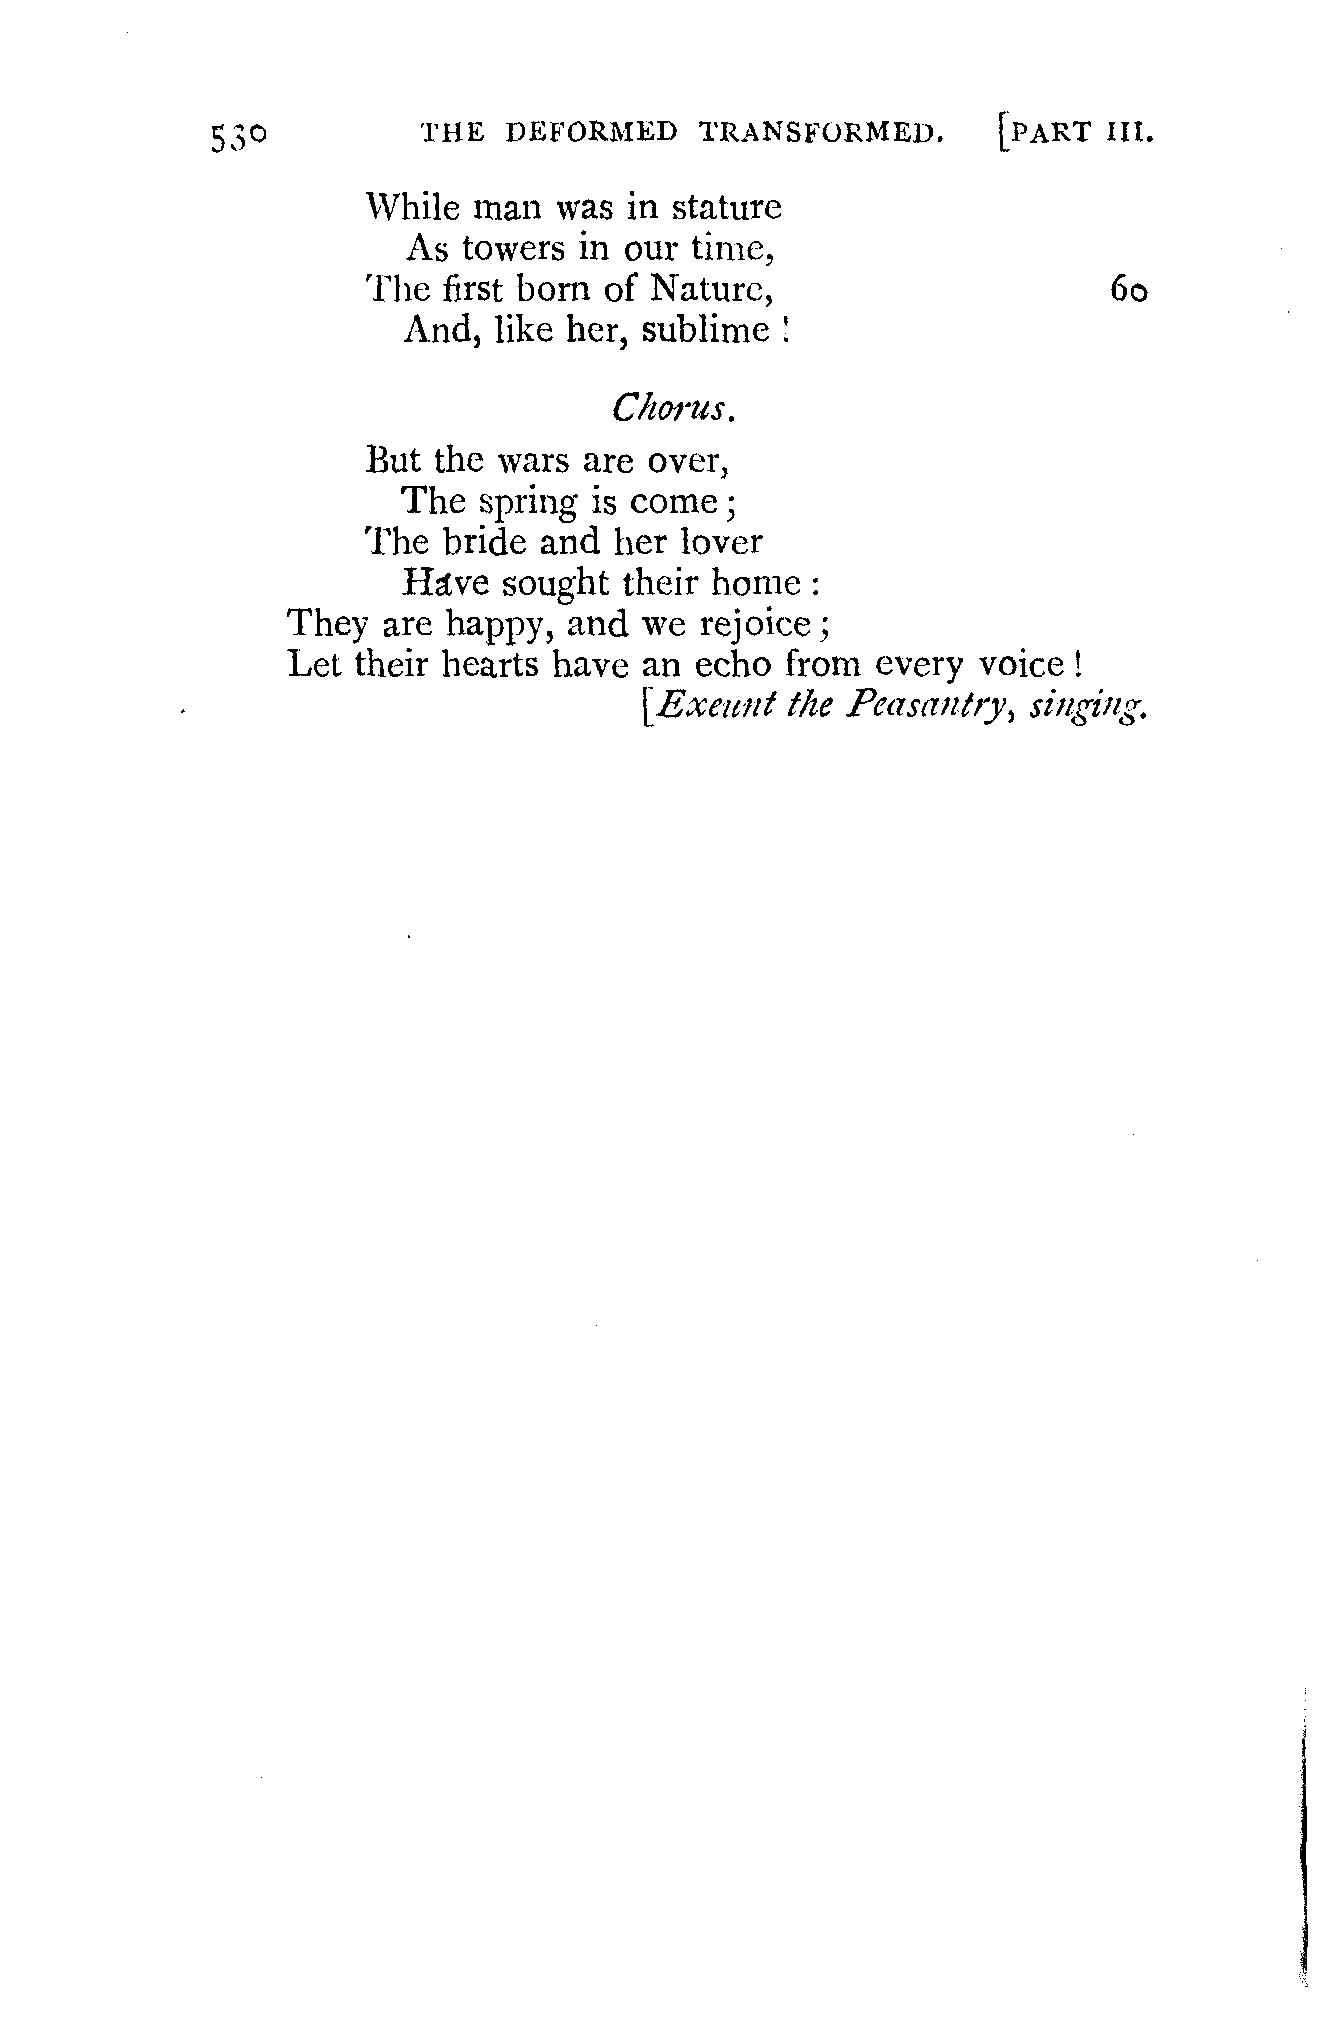 530 THE DEFORMED TRANSFORMED. [PART III.
While man was in stature
As towers in our time,
The first born of Nature, 60
And, like her, sublime !
Chorus.
But the wars are over,
The spring is come ;
The bride and her lover
Have sought their home :
They are happy, and we rejoice ;
Let their hearts have an echo from every voice !
[Exeunt the Peasantry, singing.